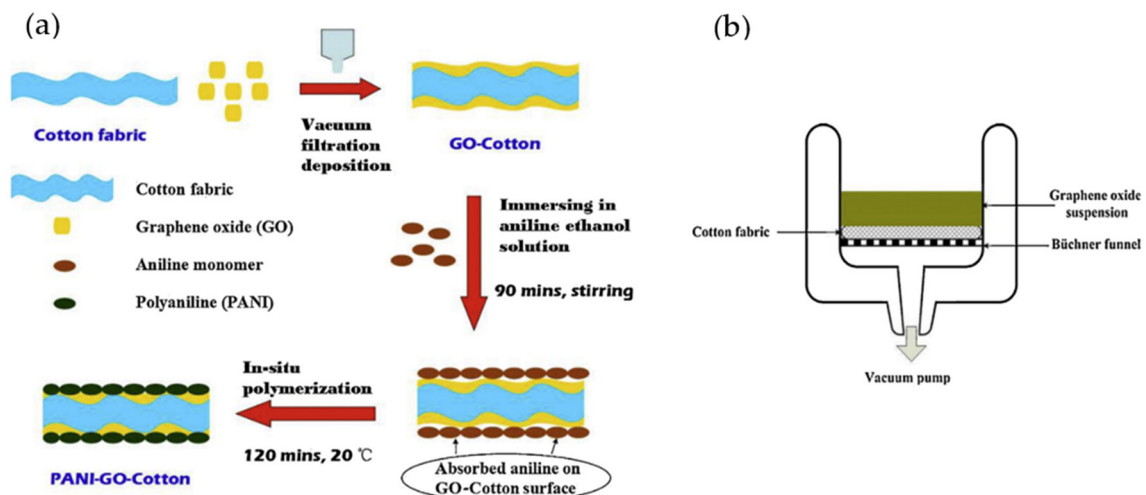 (a)
Cotton fabric
Vacuum
filtration
deposition
GO-Cotton
Cotton fabric
Graphene oxide (GO)
Aniline monomer
Polyaniline (PANI)
Immersing in
aniline ethanol
solution
90 mins, stirring
In-situ
polymerization
120 mins, 20 ℃
PANI-GO-Cotton
Absorbed aniline on
GO-Cotton surface
(b)
Graphene oxide
suspension
Cotton fabric
Büchner funnel
Vacuum pump